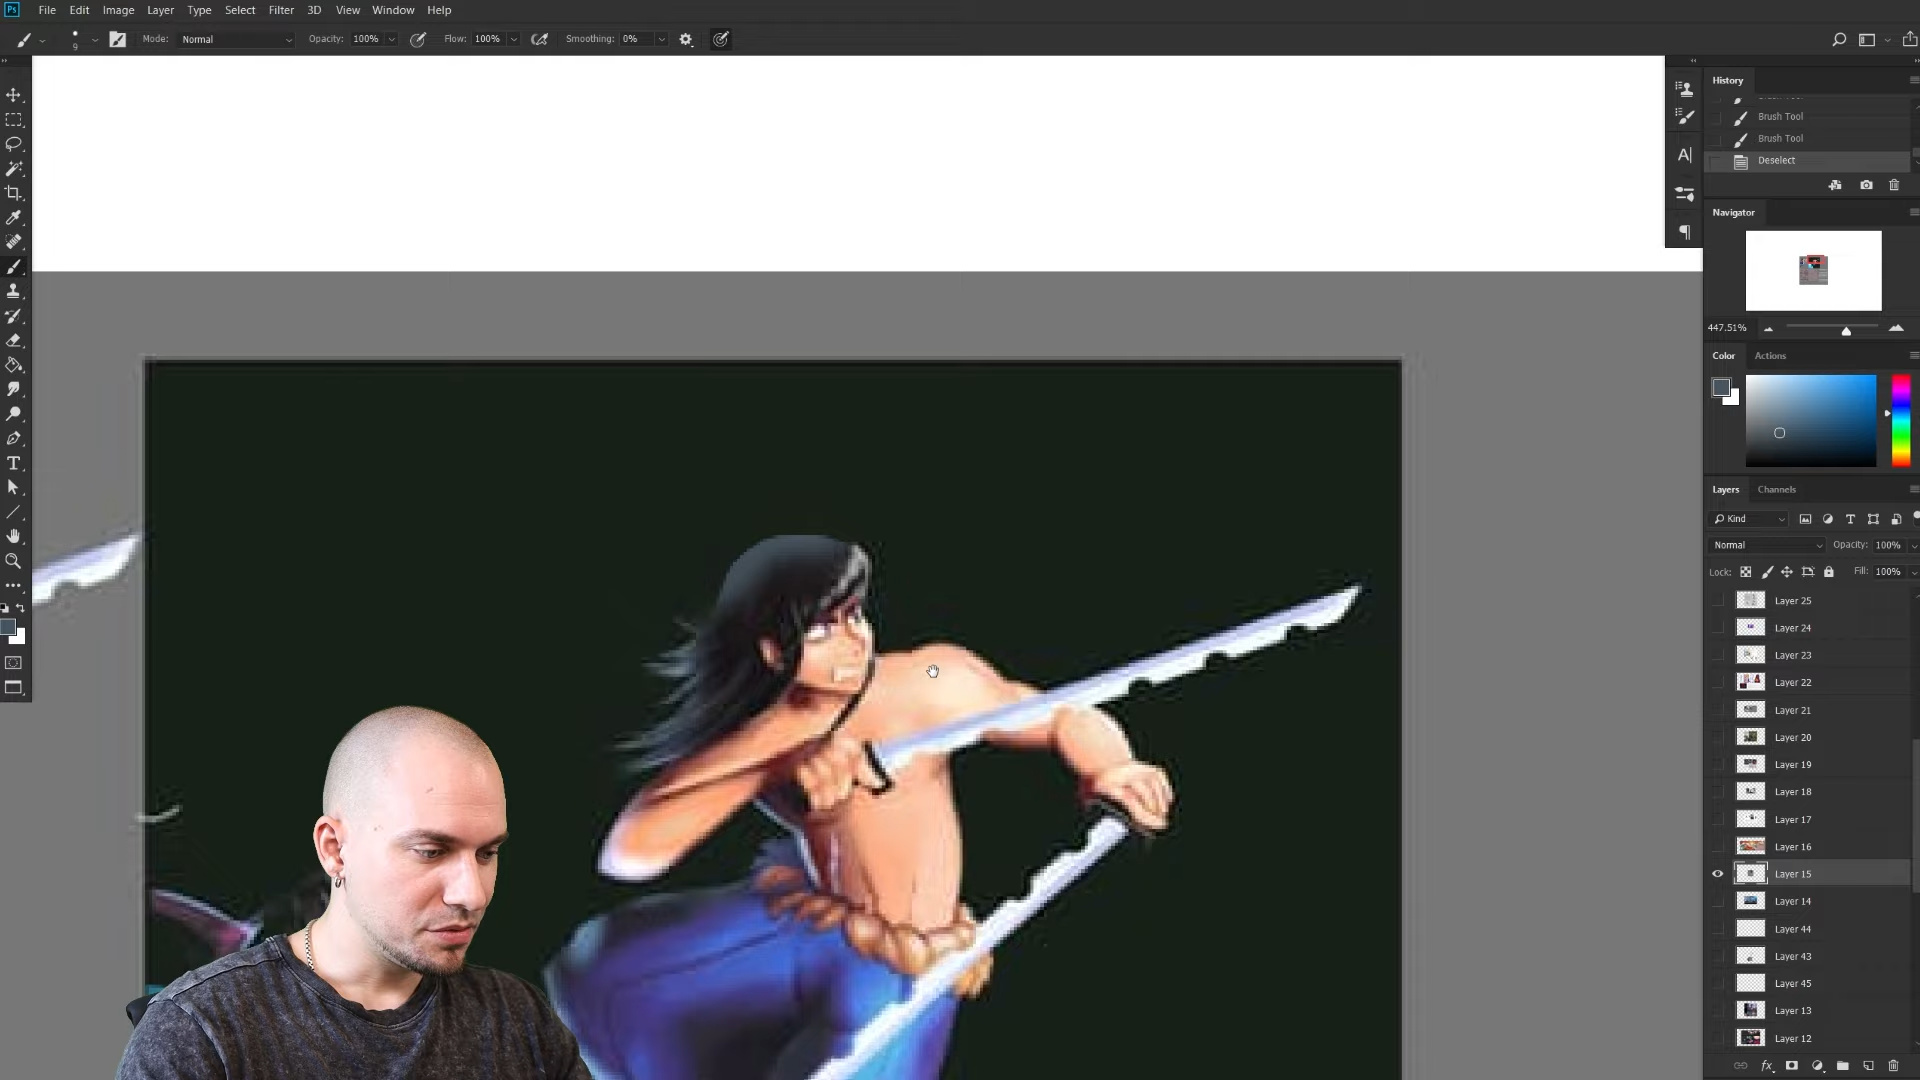 Ps File Edit Image Layer Type Select Filter 3D View Window Help
9 Mode: Normal Opacity: 100% Flow: 100% Smoothing: 0%
History
Brush Tool
Brush Tool
Deselect
Navigator
447.51%
Color Actions
Layers Channels
Kind
Normal Opacity: 100%
Lock: Fill: 100%
Layer 25
Layer 24
Layer 23
Layer 22
Layer 21
Layer 20
Layer 19
Layer 18
Layer 17
Layer 16
Layer 15
Layer 14
Layer 44
Layer 43
Layer 45
Layer 13
Layer 12
fx